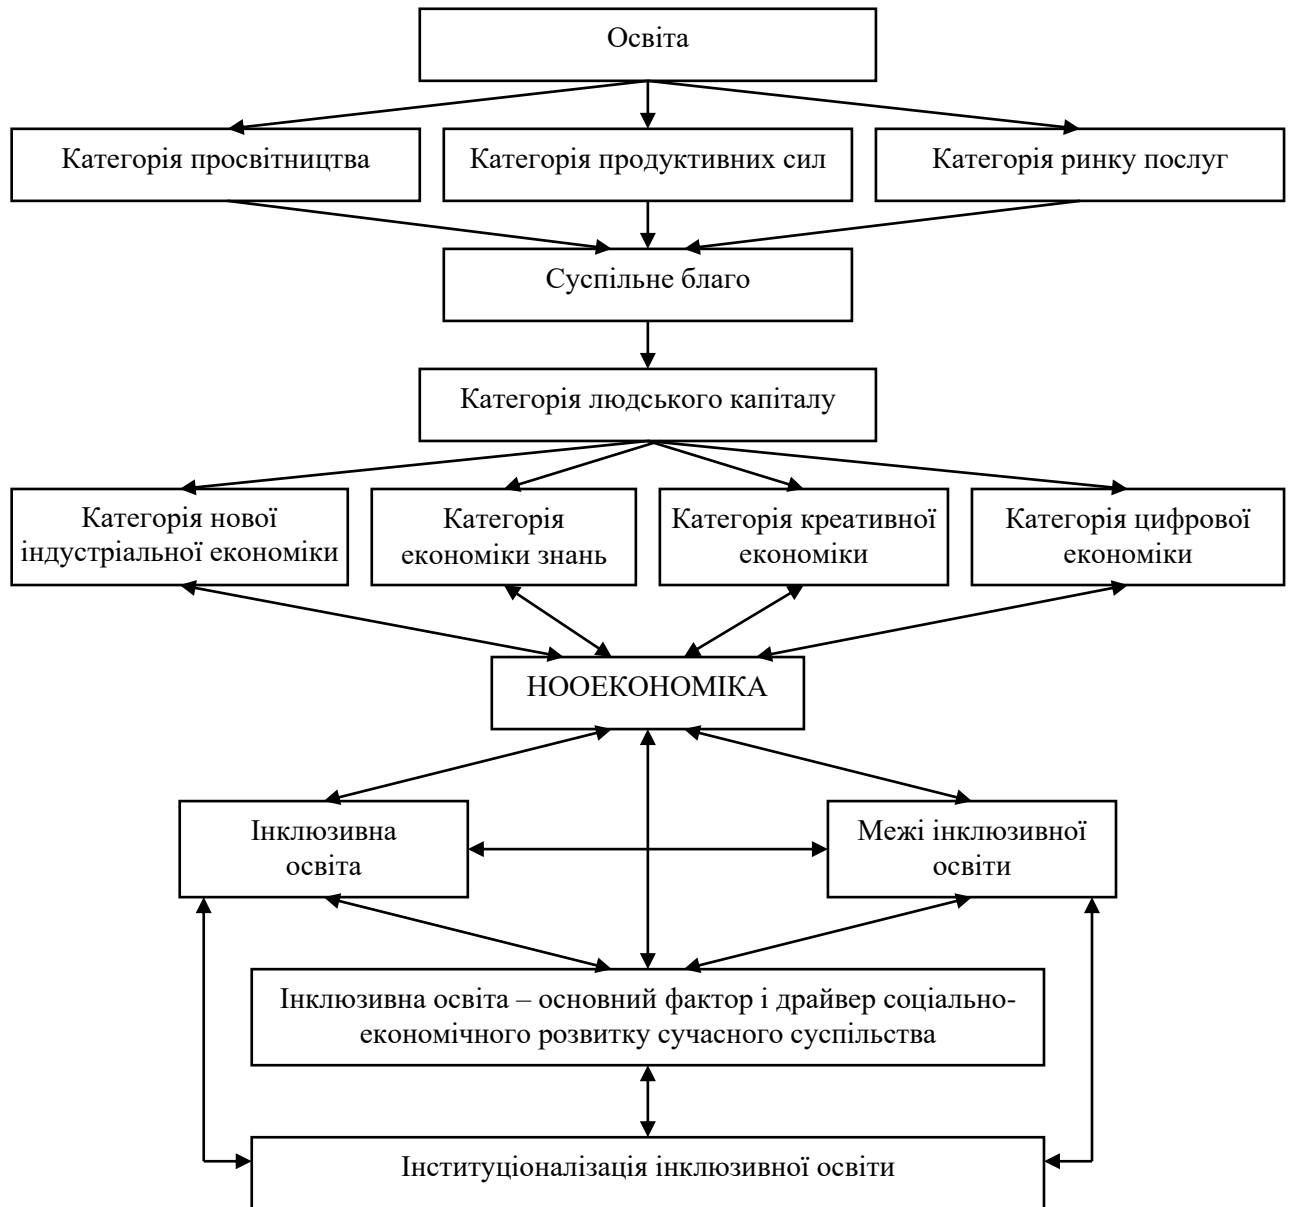 Освіта
Категорія просвітництва
Категорія продуктивних сил
Категорія ринку послуг
Суспільне благо
Категорія людського капіталу
Категорія нової
індустріальної економіки
Категорія
економіки знань
Категорія креативної
економіки
Категорія цифрової
економіки
НООЕКОНОМІКА
Інклюзивна
освіта
Межі інклюзивної
освіти
Інклюзивна освіта – основний фактор і драйвер соціально-
економічного розвитку сучасного суспільства
Інституціоналізація інклюзивної освіти